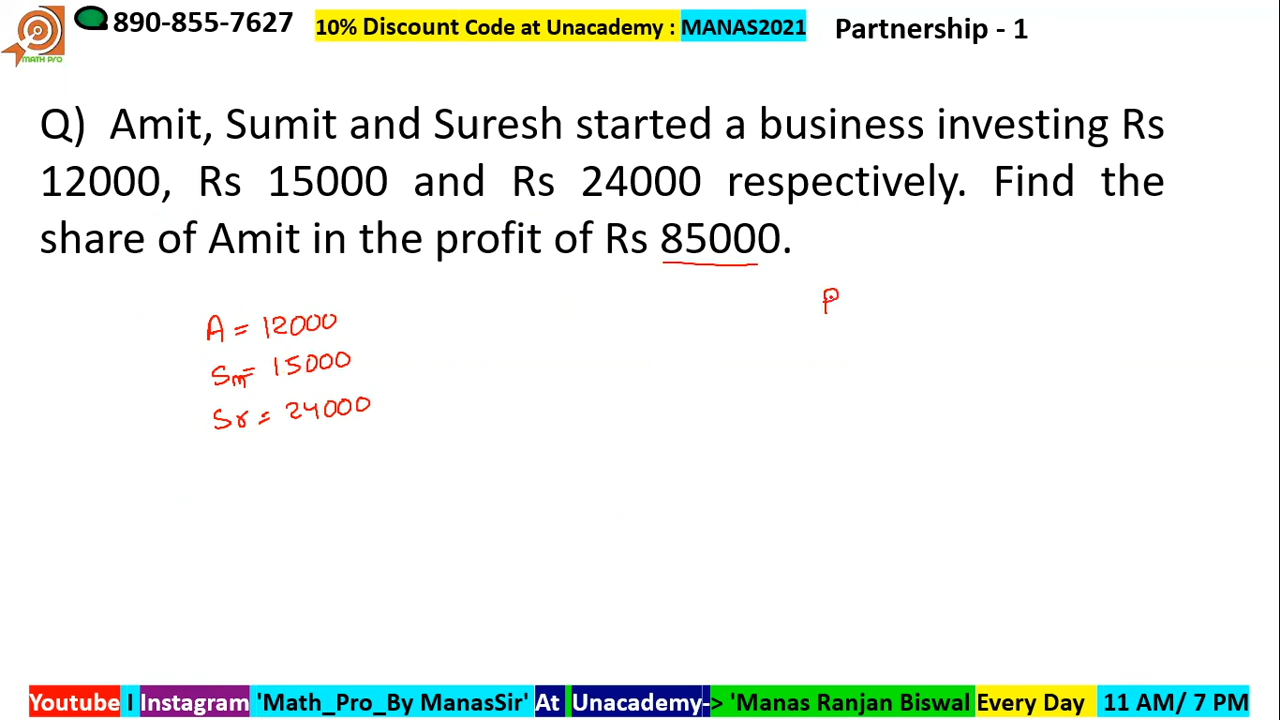 890-855-7627 10% Discount Code at Unacademy : MANAS2021 Partnership - 1
MATH PRO
Q) Amit, Sumit and Suresh started a business investing Rs
12000, Rs 15000 and Rs 24000 respectively. Find the
share of Amit in the profit of Rs 85000.
P
A = 12000
Sm = 15000
Sr = 24000
Youtube I Instagram 'Math_Pro_By ManasSir' At Unacademy-> 'Manas Ranjan Biswal Every Day 11 AM/ 7 PM